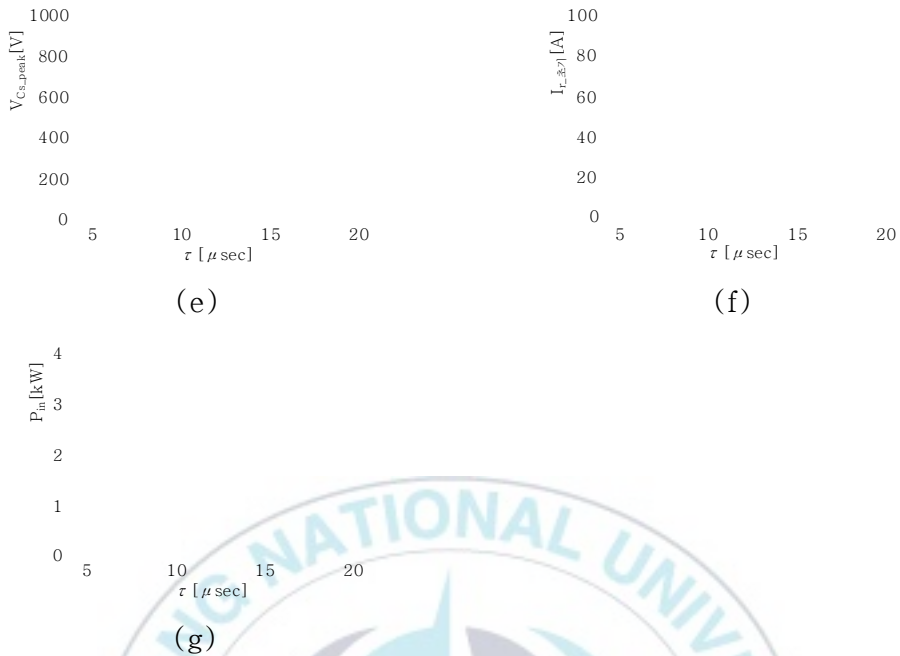 1000
800
600
400
200
0
V_Cs_peak[V]
5 10 15 20
τ [μsec]
(e)
100
80
60
40
20
0
I_r_초기[A]
5 10 15 20
τ [μsec]
(f)
4
3
2
1
0
P_in[kW]
5 10 15 20
τ [μsec]
(g)
NG NATIONAL UNIV